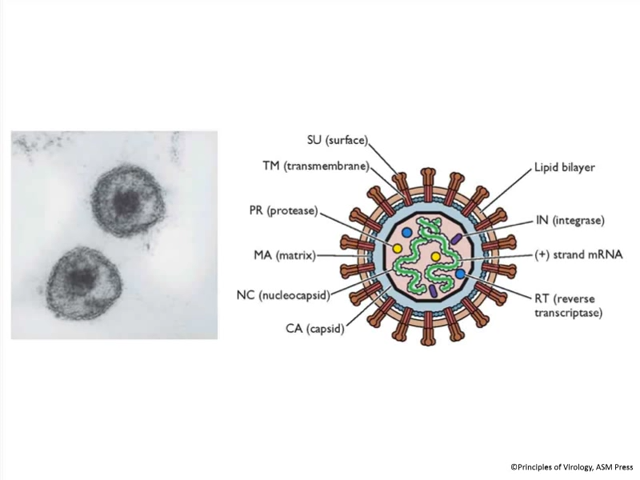 SU (surface)
TM (transmembrane)
PR (protease)
MA (matrix)
NC (nucleocapsid)
CA (capsid)
Lipid bilayer
IN (integrase)
(+) strand mRNA
RT (reverse
transcriptase)
©Principles of Virology, ASM Press